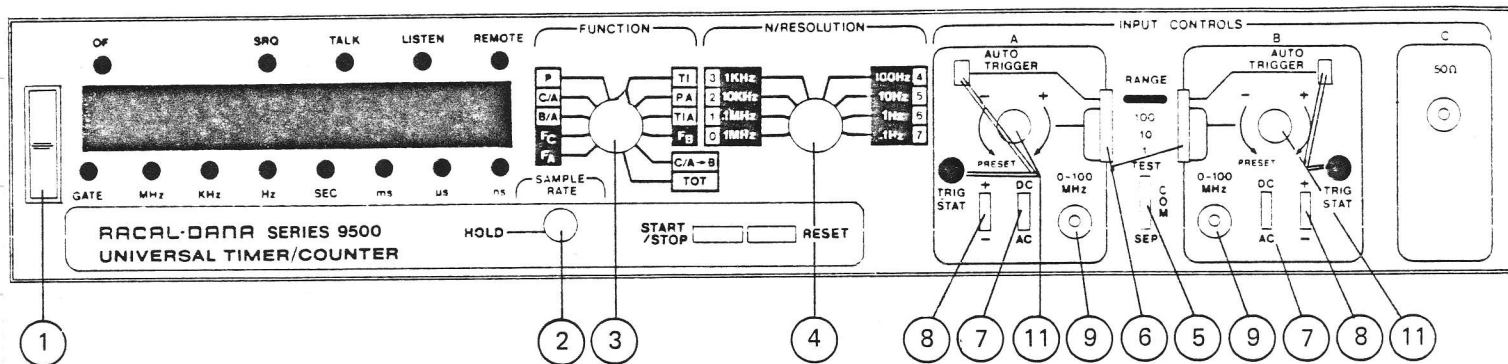 FUNCTION
N/RESOLUTION
INPUT CONTROLS
OF
SRQ
TALK
LISTEN
REMOTE
P
C/A
B/A
FC
FA
TI
PA
TIA
FB
C/A→B
TOT
3 1KHz
2 10KHz
1 .1MHz
0 1MHz
100Hz 4
10Hz 5
1Hz 6
.1Hz 7
A
AUTO
TRIGGER
− +
PRESET
TRIG
STAT
+
−
DC
AC
0-100
MHz
RANGE
100
10
1
TEST
COM
SEP
B
AUTO
TRIGGER
− +
PRESET
0-100
MHz
DC
AC
+
−
TRIG
STAT
C
50Ω
GATE
MHz
KHz
Hz
SEC
ms
µs
ns
RACAL-DANA SERIES 9500
UNIVERSAL TIMER/COUNTER
SAMPLE
RATE
HOLD
START
/STOP
RESET
1
2
3
4
8
7
11
9
6
5
9
7
8
11